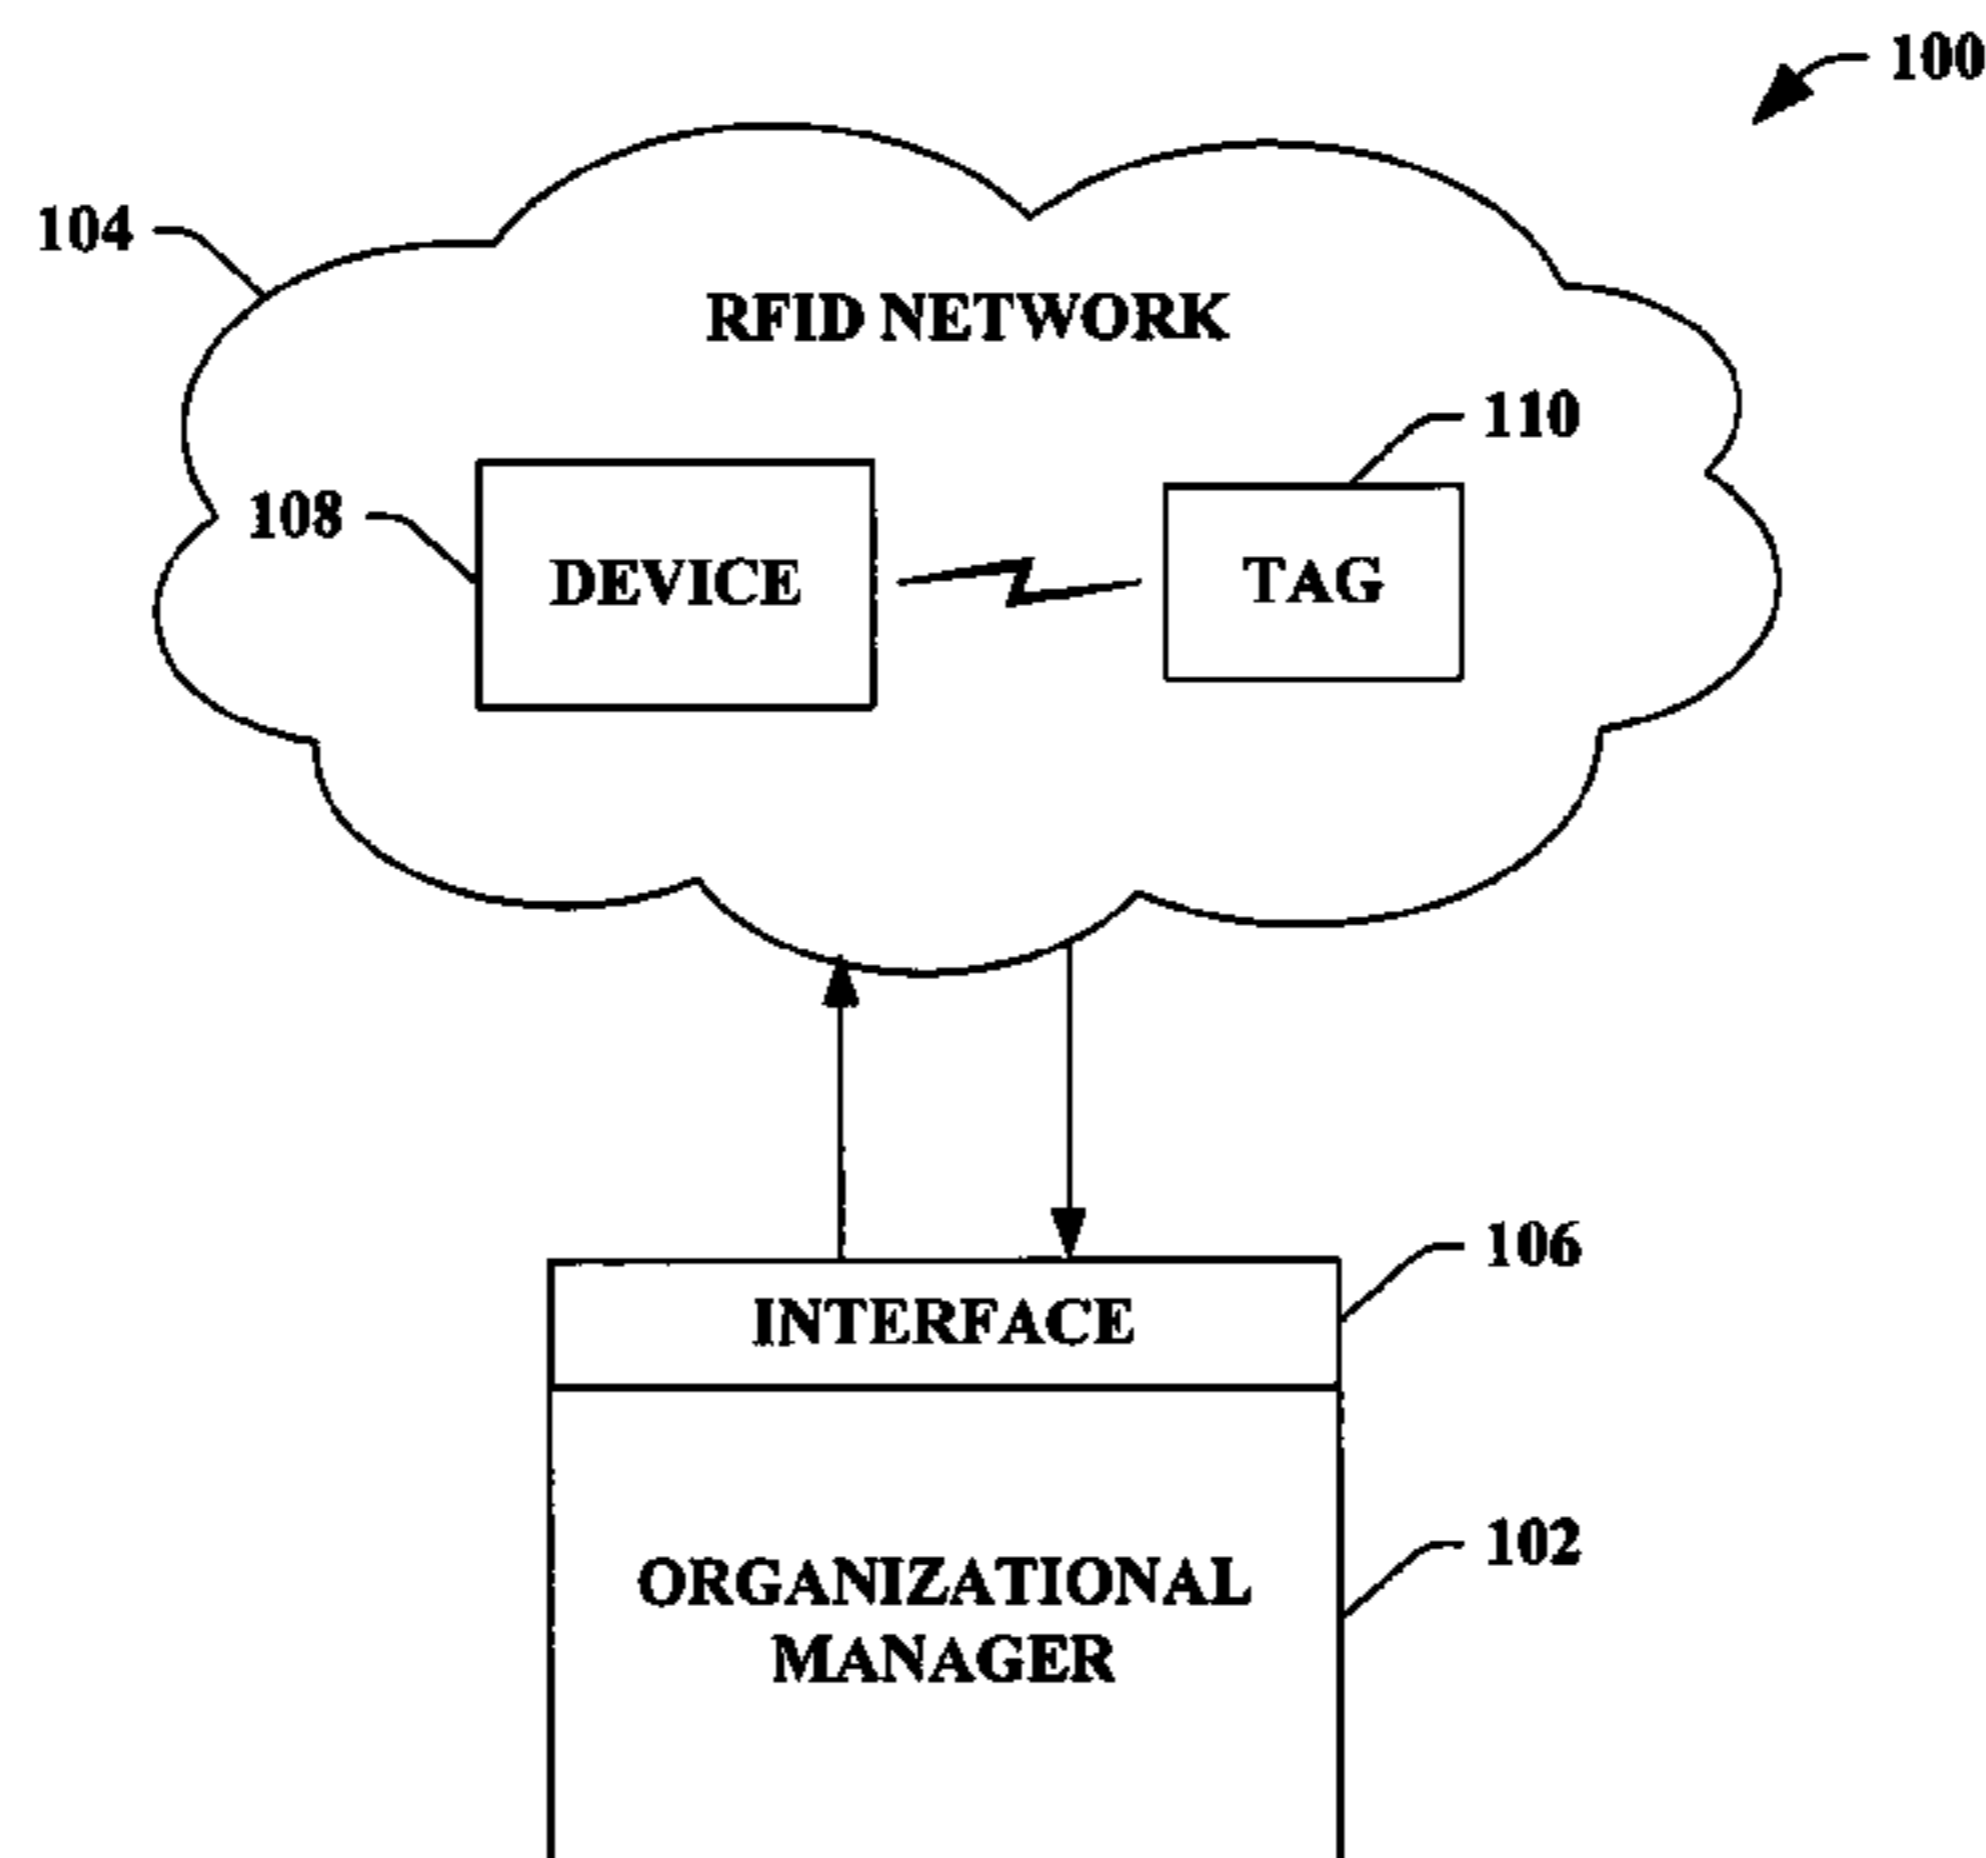 100
104
RFID NETWORK
110
108
DEVICE
TAG
106
INTERFACE
102
ORGANIZATIONAL
MANAGER